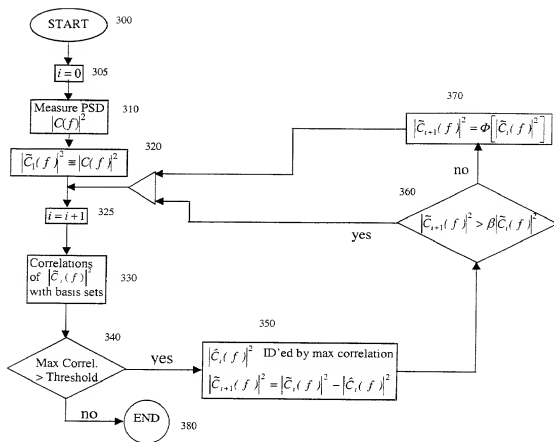 START
300
i = 0
305
Measure PSD
|C(f)|²
310
|C̃₁(f)|² ≡ |C(f)|²
320
i = i+1
325
Correlations
of |C̃ᵢ(f)|²
with basis sets
330
Max Correl.
> Threshold
340
yes
no
END
380
350
|Ĉᵢ(f)|² ID'ed by max correlation
|C̃ᵢ₊₁(f)|² = |C̃ᵢ(f)|² − |Ĉᵢ(f)|²
360
|C̃ᵢ₊₁(f)|² > β|C̃ᵢ(f)|²
yes
no
370
|C̃ᵢ₊₁(f)|² = Φ[|C̃ᵢ(f)|²]